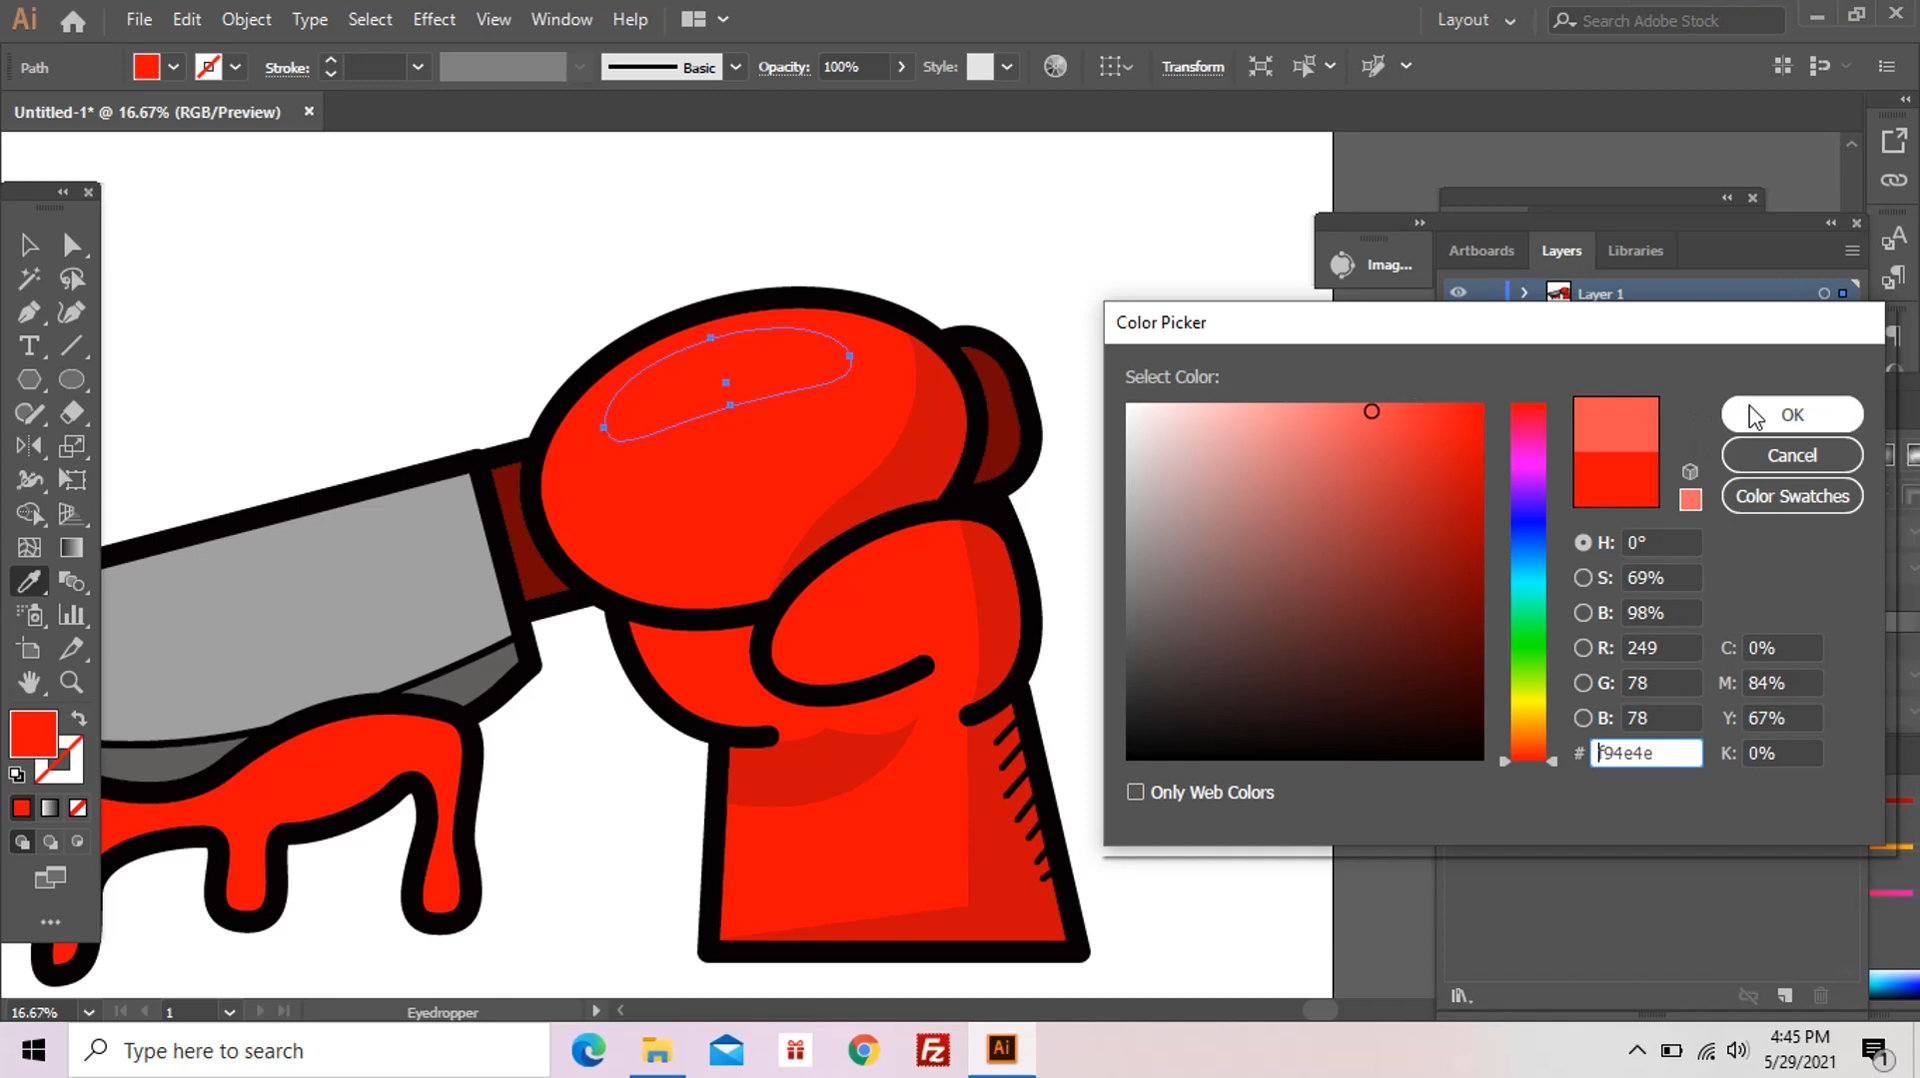 Ai File Edit Object Type Select Effect View Window Help Layout Search Adobe Stock
Path Stroke: Basic Opacity: 100% Style: Transform
Untitled-1* @ 16.67% (RGB/Preview)
Artboards Layers Libraries
Imag...
Layer 1
Color Picker
Select Color:
OK
Cancel
Color Swatches
H: 0°
S: 69%
B: 98%
R: 249 C: 0%
G: 78 M: 84%
B: 78 Y: 67%
# f94e4e K: 0%
Only Web Colors
16.67% 1 Eyedropper
Type here to search
Fz
Ai
4:45 PM
5/29/2021
1